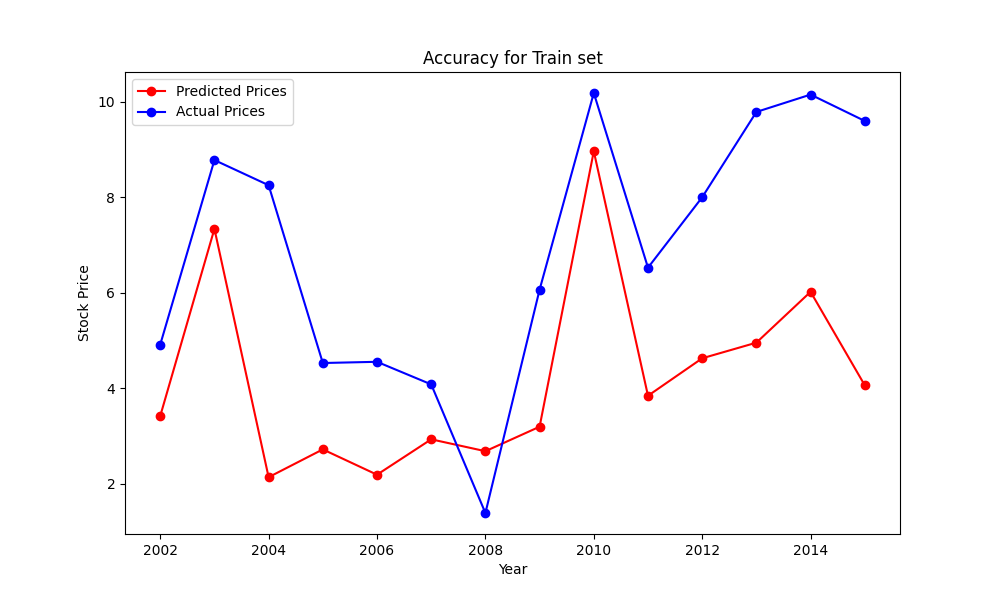 Accuracy for Train set
Predicted Prices
Actual Prices
Stock Price
10
8
6
4
2
2002 2004 2006 2008 2010 2012 2014
Year